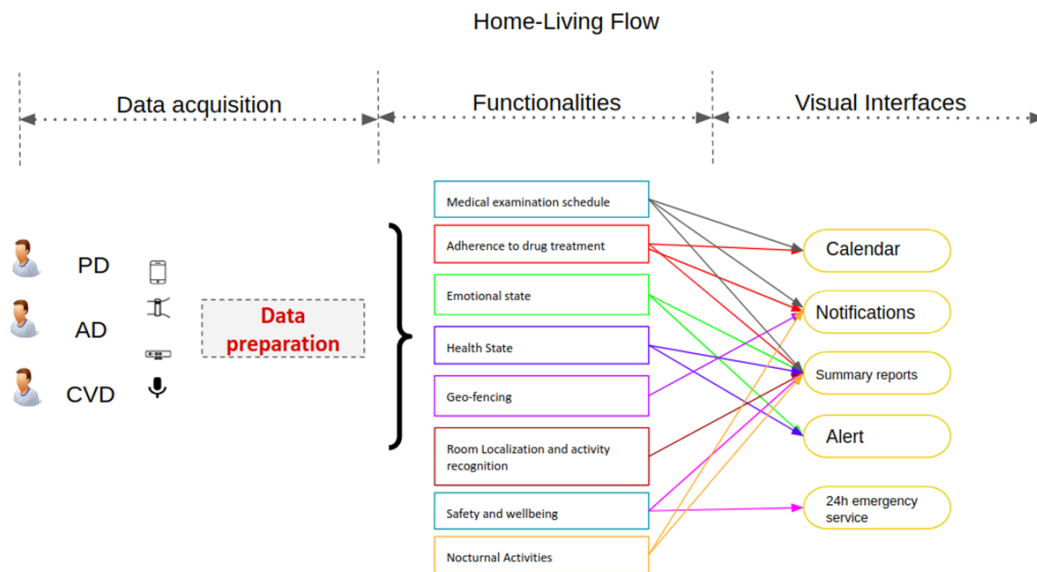 Home-Living Flow
Data acquisition
Functionalities
Visual Interfaces
PD
AD
CVD
Data
preparation
Medical examination schedule
Adherence to drug treatment
Emotional state
Health State
Geo-fencing
Room Localization and activity
recognition
Safety and wellbeing
Nocturnal Activities
Calendar
Notifications
Summary reports
Alert
24h emergency
service